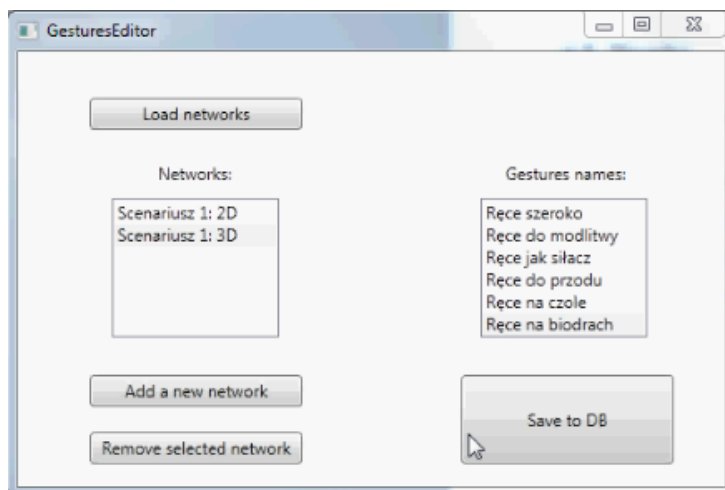 GesturesEditor
Load networks
Networks:
Scenariusz 1: 2D
Scenariusz 1: 3D
Add a new network
Remove selected network
Gestures names:
Ręce szeroko
Ręce do modlitwy
Ręce jak siłacz
Ręce do przodu
Ręce na czole
Ręce na biodrach
Save to DB